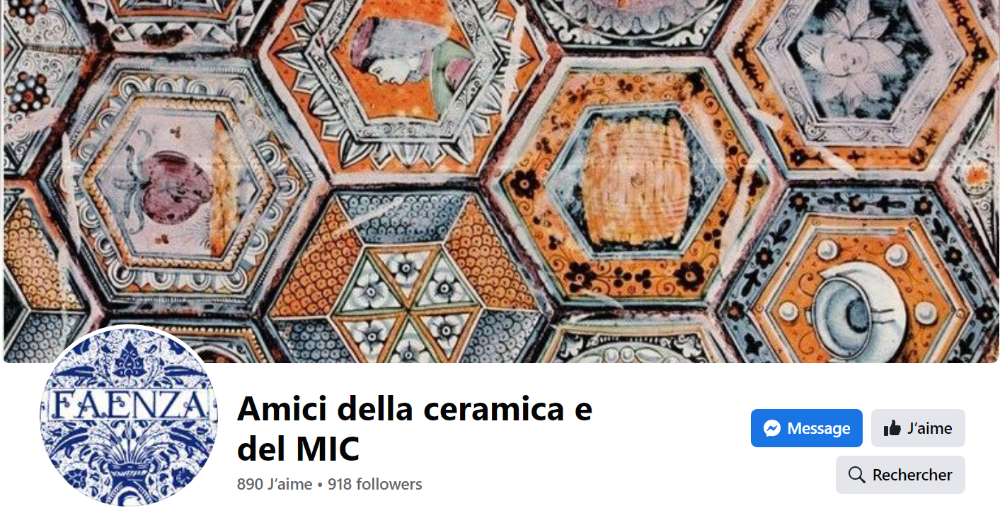 FAENZA
Amici della ceramica e
del MIC
890 J’aime • 918 followers
Message
J’aime
Rechercher